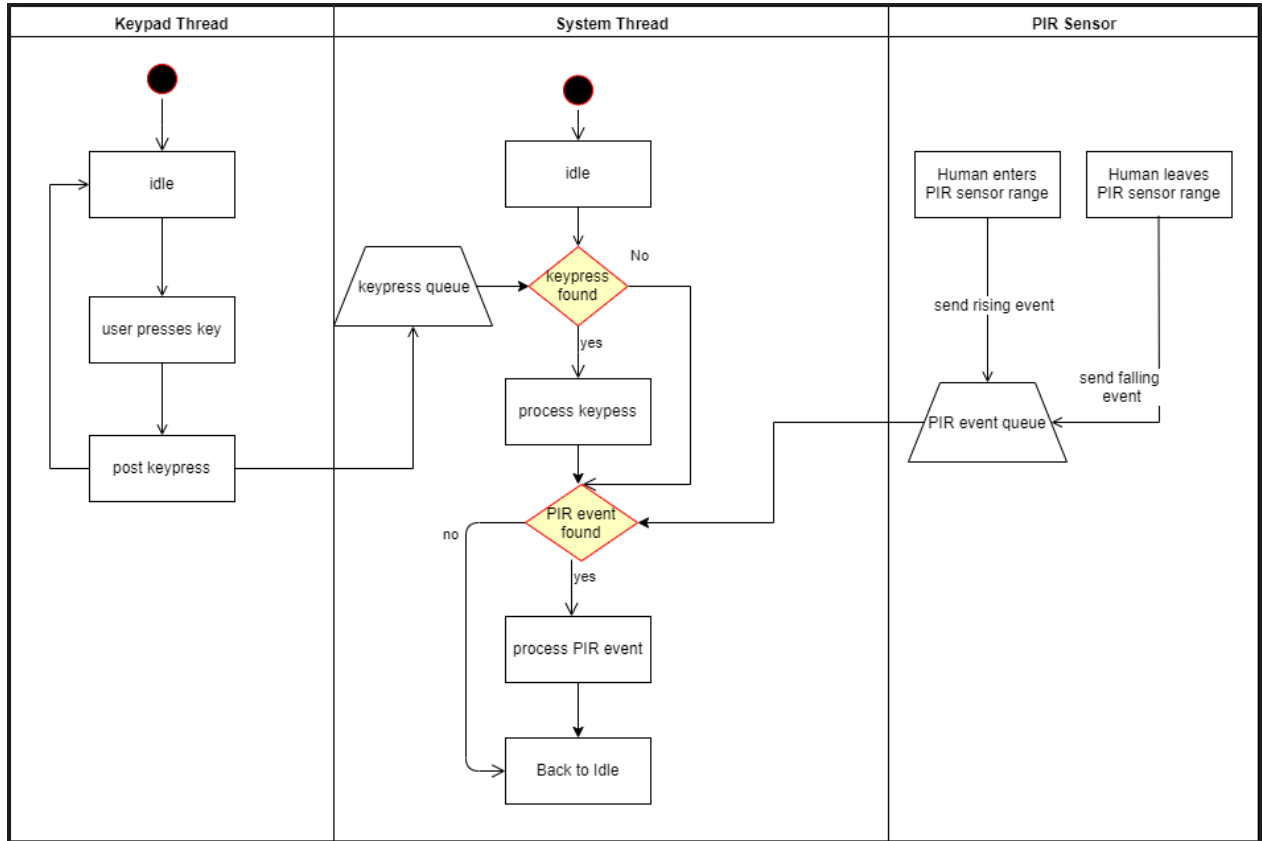 Keypad Thread
System Thread
PIR Sensor
idle
user presses key
post keypress
idle
keypress queue
keypress
found
No
yes
process keypess
PIR event
found
no
yes
process PIR event
Back to Idle
Human enters
PIR sensor range
Human leaves
PIR sensor range
send rising event
send falling
event
PIR event queue